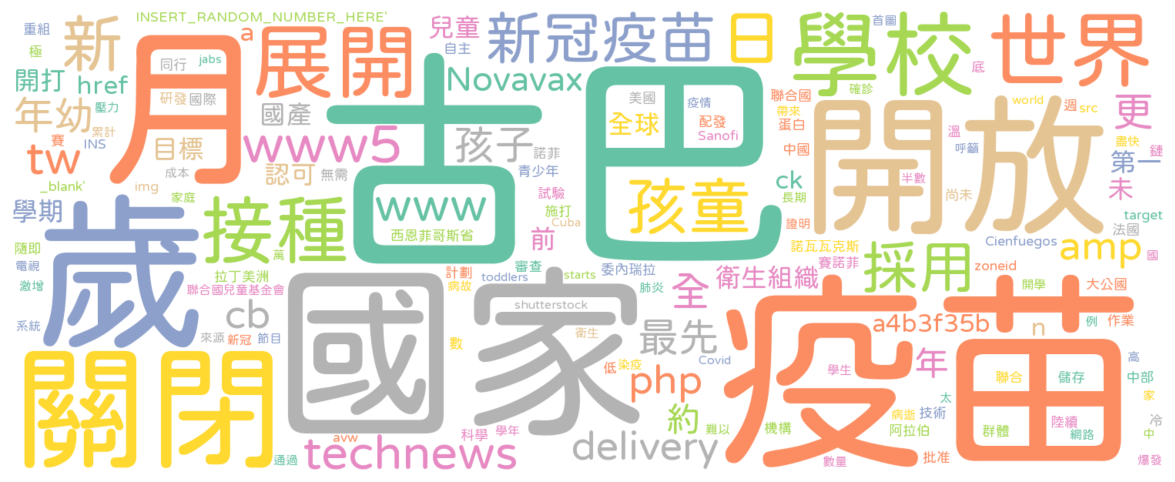 重組
極
新
INSERT_RANDOM_NUMBER_HERE'
a
展開
兒童
自主
新冠疫苗
日
首圖
學校
底
世界
月
同行
jabs
開打
href
壓力
研發
國際
Novavax
古巴
美國
疫情
全球
配發
Sanofi
確診
聯合國
帶來
蛋白
開放
world
週
src
更
年幼
累計
賽
INS
國產
目標
成本
www5
孩子
諾菲
tw
認可
無需
青少年
中國
半數
溫
呼籲
盡快
鏈
第一
未
_blank'
img
家庭
學期
歲
接種
www
孩童
試驗
施打
Cuba
前
ck
長期
證明
尚未
target
法國
西恩菲哥斯省
萬
諾瓦瓦克斯
Cienfuegos
amp
國
隨即
電視
激增
拉丁美洲
聯合國兒童基金會
審查
計劃
病故
toddlers
starts
委內瑞拉
肺炎
全
衛生組織
賽諾菲
採用
zoneid
開學
大公國
系統
cb
來源
新冠
節目
國家
shutterstock
衛生
最先
疫苗
a4b3f35b
n
例
作業
關閉
數
低
染疫
Covid
學生
年
聯合
儲存
高
中部
家
php
約
太
技術
病逝
阿拉伯
陸續
冷
avw
科學
學年
難以
機構
群體
網路
中
通過
technews
delivery
數量
批准
爆發